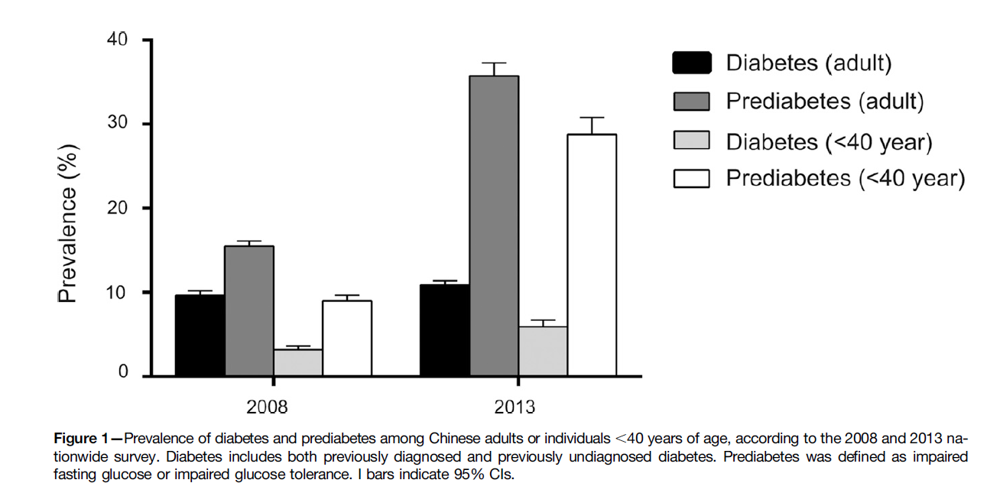 40
30
20
10
0
Prevalence (%)
2008
2013
Diabetes (adult)
Prediabetes (adult)
Diabetes (<40 year)
Prediabetes (<40 year)
Figure 1—Prevalence of diabetes and prediabetes among Chinese adults or individuals <40 years of age, according to the 2008 and 2013 na-
tionwide survey. Diabetes includes both previously diagnosed and previously undiagnosed diabetes. Prediabetes was defined as impaired
fasting glucose or impaired glucose tolerance. I bars indicate 95% CIs.